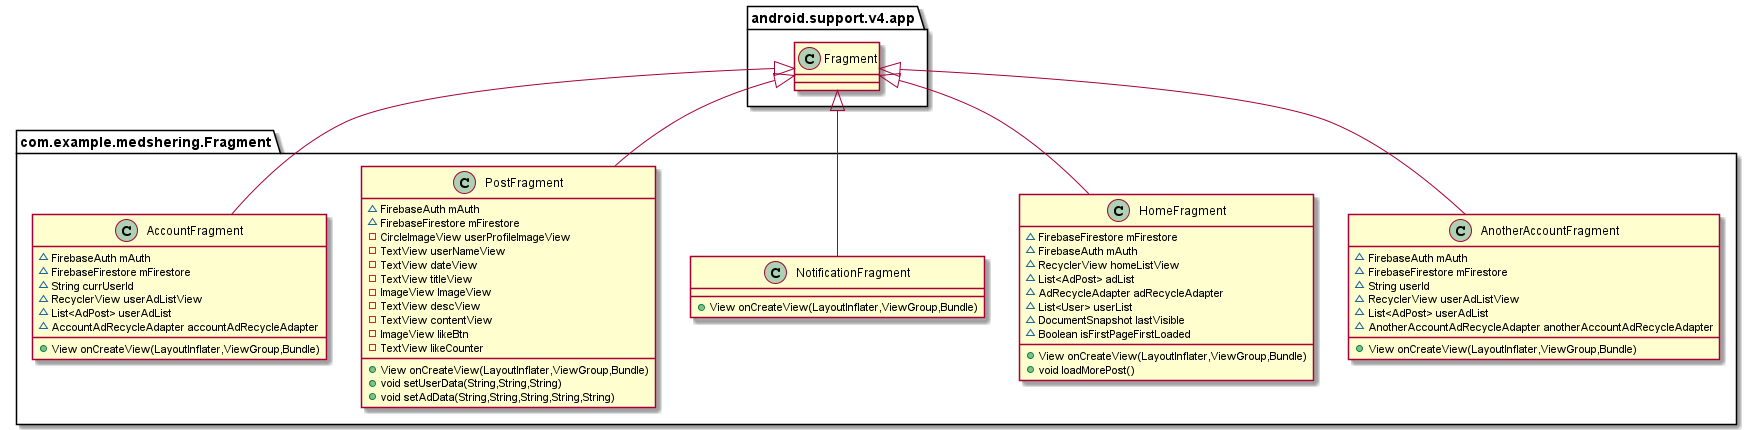 android.support.v4.app
C Fragment
com.example.medshering.Fragment
C AccountFragment
FirebaseAuth mAuth
FirebaseFirestore mFirestore
String currUserId
RecyclerView userAdListView
List<AdPost> userAdList
AccountAdRecycleAdapter accountAdRecycleAdapter
View onCreateView(LayoutInflater,ViewGroup,Bundle)
C PostFragment
FirebaseAuth mAuth
FirebaseFirestore mFirestore
CircleImageView userProfileImageView
TextView userNameView
TextView dateView
TextView titleView
ImageView ImageView
TextView descView
TextView contentView
ImageView likeBtn
TextView likeCounter
View onCreateView(LayoutInflater,ViewGroup,Bundle)
void setUserData(String,String,String)
void setAdData(String,String,String,String,String)
C NotificationFragment
View onCreateView(LayoutInflater,ViewGroup,Bundle)
C HomeFragment
FirebaseFirestore mFirestore
FirebaseAuth mAuth
RecyclerView homeListView
List<AdPost> adList
AdRecycleAdapter adRecycleAdapter
List<User> userList
DocumentSnapshot lastVisible
Boolean isFirstPageFirstLoaded
View onCreateView(LayoutInflater,ViewGroup,Bundle)
void loadMorePost()
C AnotherAccountFragment
FirebaseAuth mAuth
FirebaseFirestore mFirestore
String userId
RecyclerView userAdListView
List<AdPost> userAdList
AnotherAccountAdRecycleAdapter anotherAccountAdRecycleAdapter
View onCreateView(LayoutInflater,ViewGroup,Bundle)